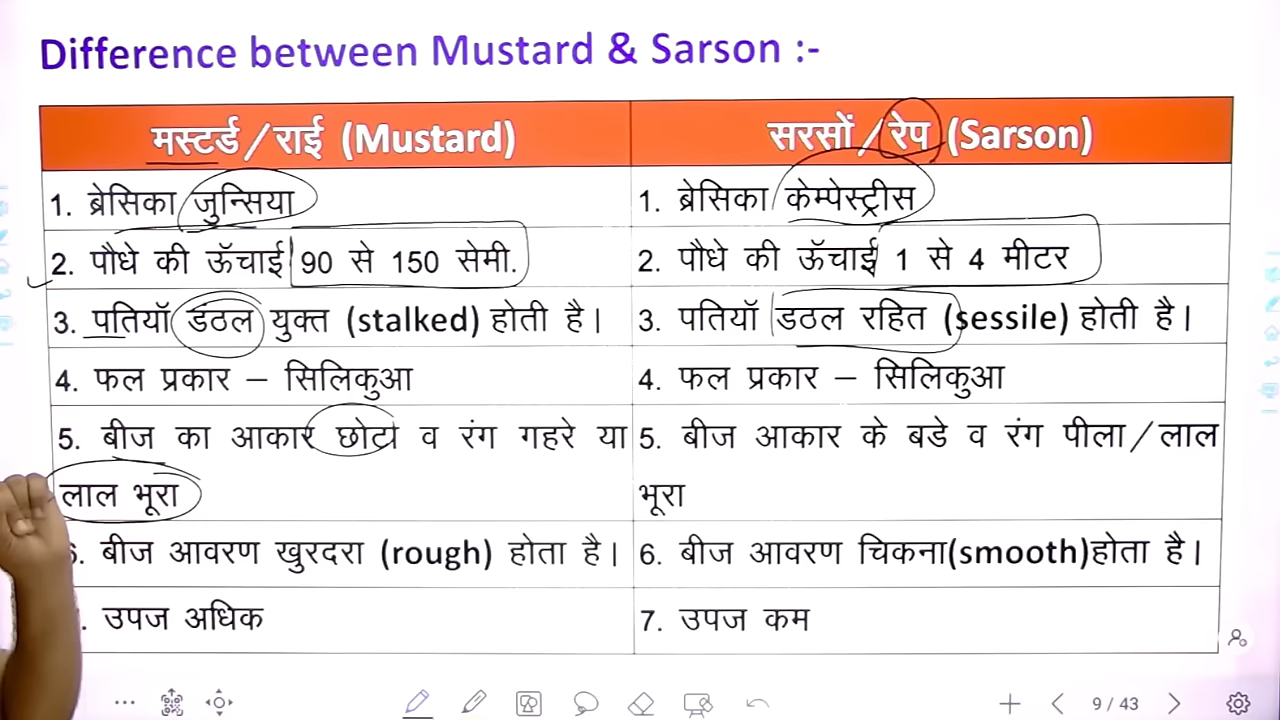 Difference between Mustard & Sarson :-
मस्टर्ड/राई (Mustard)
सरसों/रेप (Sarson)
1. ब्रेसिका जुन्सिया
1. ब्रेसिका केम्पेस्ट्रीस
2. पौधे की ऊँचाई 90 से 150 सेमी.
2. पौधे की ऊँचाई 1 से 4 मीटर
3. पतियॉ डंठल युक्त (stalked) होती है।
3. पतियॉ डठल रहित (sessile) होती है।
4. फल प्रकार – सिलिकुआ
4. फल प्रकार – सिलिकुआ
5. बीज का आकार छोटा व रंग गहरे या
लाल भूरा
5. बीज आकार के बडे व रंग पीला/लाल
भूरा
6. बीज आवरण खुरदरा (rough) होता है।
6. बीज आवरण चिकना(smooth)होता है।
. उपज अधिक
7. उपज कम
9 / 43